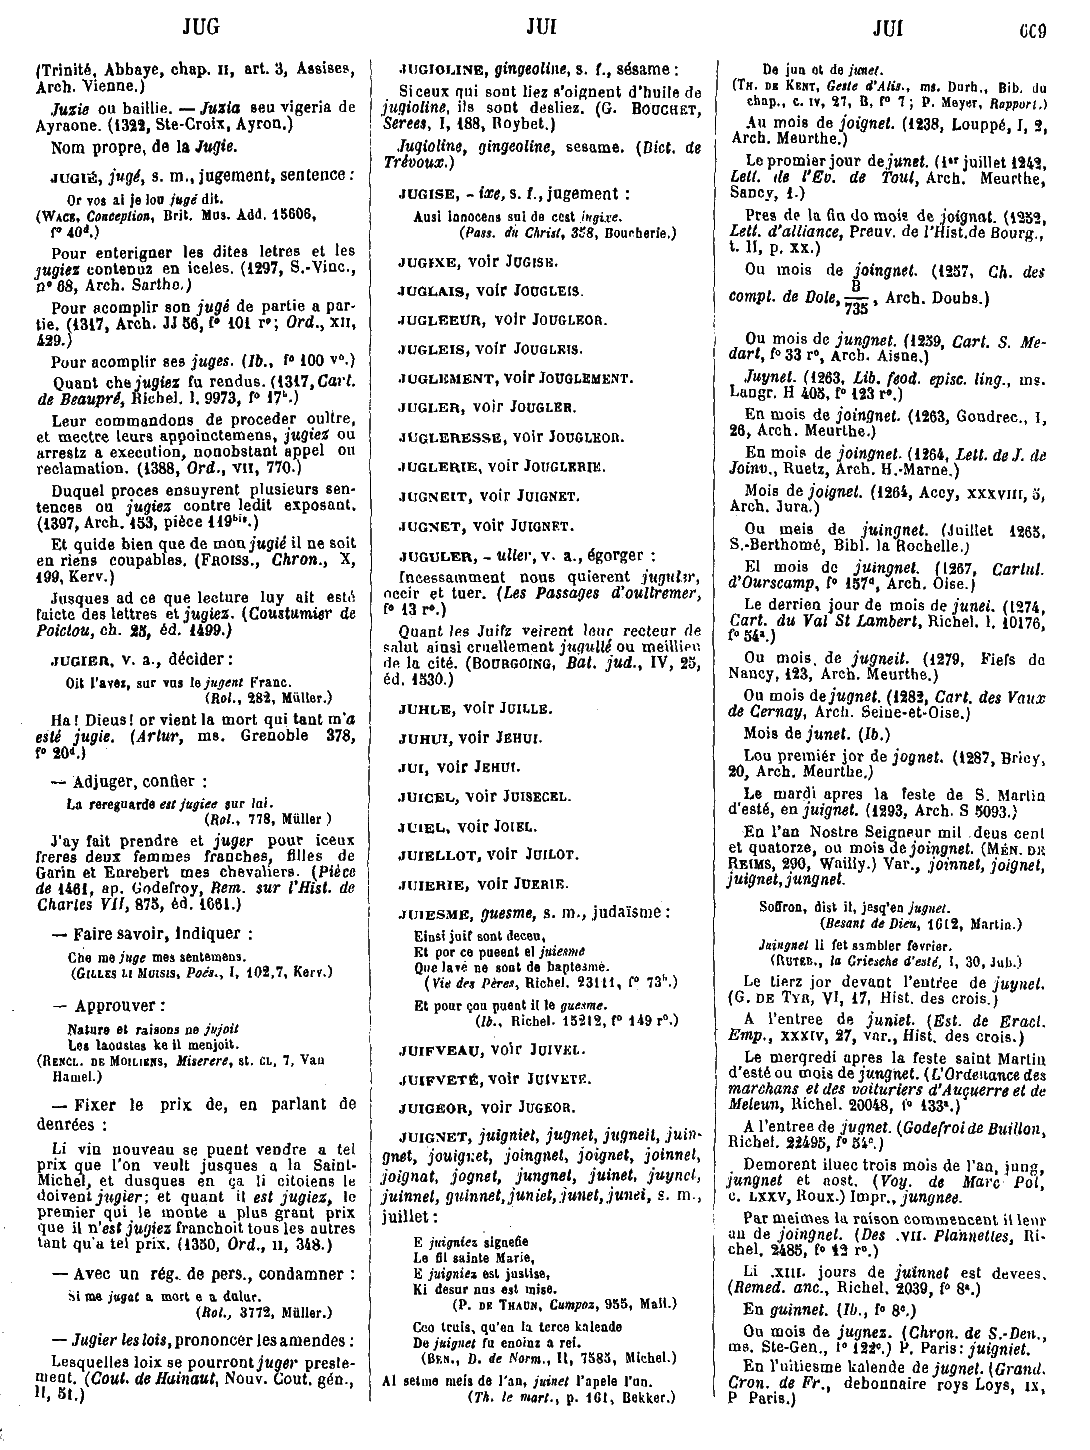 JUG
JUI
JUI
669
(Trinité, Abbaye, chap. II, art. 3, Assises,
Arch. Vienne.)
Juzie ou baillie. — Juzia seu vigeria de
Ayraone. (1322, Ste-Croix, Ayron.)
Nom propre, de la Jugie.
JUGIÉ, jugé, s. m., jugement, sentence :
Or vos ai je lou jugé dit.
(WACE, Conception, Brit. Mus. Add. 15606,
f° 40d.)
Pour enteriguer les dites letres et les
jugiez contenuz en iceles. (1297, S.-Vinc.,
n° 68, Arch. Sarthe.)
Pour acomplir son jugé de partie a par-
tie. (1317, Arch. JJ 56, f° 101 r°; Ord., XII,
429.)
Pour acomplir ses juges. (Ib., f° 100 v°.)
Quant che jugiez fu rendus. (1317, Cart.
de Beaupré, Richel. l. 9973, f° 17b.)
Leur commandons de proceder oultre,
et mectre leurs appoinctemens, jugiez ou
arrestz a execution, nonobstant appel ou
reclamation. (1388, Ord., VII, 770.)
Duquel proces ensuyrent plusieurs sen-
tences ou jugiez contre ledit exposant.
(1397, Arch. 153, pièce 119bis.)
Et quide bien que de mon jugié il ne soit
en riens coupables. (FROISS., Chron., X,
199, Kerv.)
Jusques ad ce que lecture luy ait esté
faicte des lettres et jugiez. (Coustumier de
Poictou, ch. 25, éd. 1499.)
JUGIER, v. a., décider :
Oit l'avez, sur vus le jugent Franc.
(Rol., 282, Müller.)
Ha! Dieus! or vient la mort qui tant m'a
esté jugie. (Artur, ms. Grenoble 378,
f° 20d.)
— Adjuger, confier :
La rereguarde est jugiee sur lui.
(Rol., 778, Müller )
J'ay fait prendre et juger pour iceux
freres deux femmes franches, filles de
Garin et Enrebert mes chevaliers. (Pièce
de 1461, ap. Godefroy, Rem. sur l'Hist. de
Charles VII, 875, éd. 1661.)
— Faire savoir, indiquer :
Che me juge mes sentemens.
(GILLES LI MUISIS, Poés., I, 102,7, Kerv.)
— Approuver :
Nature et raisons ne jujoit
Les laoustes ke il menjoit.
(RENCL. DE MOILIENS, Miserere, st. CL, 7, Van
Hamel.)
— Fixer le prix de, en parlant de
denrées :
Li vin nouveau se puent vendre a tel
prix que l'on veult jusques a la Saint-
Michel, et dusques en ça li citoiens le
doivent jugier; et quant il est jugiez, le
premier qui le monte a plus grant prix
que il n'est jugiez franchoit tous les autres
tant qu'a tel prix. (1350, Ord., II, 348.)
— Avec un rég. de pers., condamner :
Si me jugat a mort e a dulur.
(Rol., 3772, Müller.)
— Jugier les lois, prononcer les amendes :
Lesquelles loix se pourront juger preste-
ment. (Cout. de Hainaut, Nouv. Cout. gén.,
II, 51.)
JUGIOLINE, gingeoline, s. f., sésame :
Si ceux qui sont liez s'oignent d'huile de
jugioline, ils sont desliez. (G. BOUCHET,
Serees, I, 188, Roybet.)
Jugioline, gingeoline, sesame. (Dict. de
Trévoux.)
JUGISE, - ixe, s. f., jugement :
Ausi innocens sui de cest iugixe.
(Pass. du Christ, 358, Boucherie.)
JUGIXE, voir JUGISE.
JUGLAIS, voir JOUGLEIS.
JUGLEEUR, voir JOUGLEOR.
JUGLEIS, voir JOUGLEIS.
JUGLEMENT, voir JOUGLEMENT.
JUGLER, voir JOUGLER.
JUGLERESSE, voir JOUGLEOR.
JUGLERIE, voir JOUGLERIE.
JUGNEIT, voir JUIGNET.
JUGNET, voir JUIGNET.
JUGULER, - uller, v. a., égorger :
Incessamment nous quierent juguler,
occir et tuer. (Les Passages d'oultremer,
f° 13 r°.)
Quant les Juifz veirent leur recteur de
salut ainsi cruellement jugullé ou meillieu
de la cité. (BOURGOING, Bat. jud., IV, 25,
éd. 1530.)
JUHLE, voir JUILLE.
JUHUI, voir JEHUI.
JUI, voir JEHUI.
JUICEL, voir JUISECEL.
JUIEL, voir JOIEL.
JUIELLOT, voir JUILOT.
JUIERIE, voir JUERIE.
JUIESME, guesme, s. m., judaïsme :
Einsi juif sont deceu,
Et por ce pueent el juiesme
Que lavé ne sont de baptesme.
(Vie des Pères, Richel. 23111, f° 73b.)
Et pour çou puent il le guesme.
(Ib., Richel. 15212, f° 149 r°.)
JUIFVEAU, voir JUIVEL.
JUIFVETÉ, voir JUIVETE.
JUIGEOR, voir JUGEOR.
JUIGNET, juigniet, jugnet, jugneit, juin-
gnet, jouignet, joingnet, joignet, joinnet,
joignat, jognet, jungnet, juinet, juynet,
juinnel, guinnet, juniet, junet, junei, s. m.,
juillet :
E juigniez signefie
Le fil sainte Marie,
E juigniez est justise,
Ki desur nus est mise.
(P. DE THAUN, Cumpoz, 955, Mall.)
Ceo truis, qu'en la terce kalende
De juignet fu enoinz a rei.
(BEN., D. de Norm., II, 7585, Michel.)
Al setme meis de l'an, juinet l'apele l'un.
(Th. le mart., p. 161, Bekker.)
De jun ot de junet.
(TH. DE KENT, Geste d'Alis., ms. Durh., Bib. du
chap., c. IV, 27, B, f° 7 ; P. Meyer, Rapport.)
Au mois de joignet. (1238, Louppé, I, 2,
Arch. Meurthe.)
Le promier jour de junet. (1er juillet 1242,
Lett. de l'Ev. de Toul, Arch. Meurthe,
Sancy, 1.)
Pres de la fin do mois de joignat. (1252,
Lett. d'alliance, Preuv. de l'Hist. de Bourg.,
t. II, p. XX.)
Ou mois de joingnet. (1257, Ch. des
compt. de Dole, B/735, Arch. Doubs.)
Ou mois de jungnet. (1259, Cart. S. Me-
dart, f° 33 r°, Arch. Aisne.)
Juynet. (1263, Lib. feod. episc. ling., ms.
Langr. H 405, f° 123 r°.)
En mois de joingnet. (1263, Gondrec., I,
26, Arch. Meurthe.)
En mois de joingnet. (1264, Lett. de J. de
Joinv., Ruetz, Arch. H.-Marne.)
Mois de joignet. (1264, Accy, XXXVIII, 5,
Arch. Jura.)
Ou meis de juingnet. (Juillet 1265,
S.-Berthomé, Bibl. la Rochelle.)
El mois de juingnet. (1267, Cartul.
d'Ourscamp, f° 157d, Arch. Oise.)
Le derrien jour de mois de junei. (1274,
Cart. du Val St Lambert, Richel. l. 10176,
f° 54a.)
Ou mois de jugneit. (1279, Fiefs de
Nancy, 123, Arch. Meurthe.)
Ou mois de jugnet. (1282, Cart. des Vaux
de Cernay, Arch. Seine-et-Oise.)
Mois de junet. (Ib.)
Lou premiér jor de jognet. (1287, Briey,
20, Arch. Meurthe.)
Le mardi apres la feste de S. Martin
d'esté, en juignet. (1293, Arch. S 5093.)
En l'an Nostre Seigneur mil deus cent
et quatorze, ou mois de joingnet. (MÉN. DE
REIMS, 290, Wailly.) Var., joinnet, joignet,
juignet, jungnet.
Soffron, dist il, jesq'en jugnet.
(Besant de Dieu, 1612, Martin.)
Juingnet li fet sambler fevrier.
(RUTEB., la Griesche d'esté, I, 30, Jub.)
Le tierz jor devant l'entrée de juynet.
(G. DE TYR, VI, 17, Hist. des crois.)
A l'entree de juniet. (Est. de Eracl.
Emp., XXXIV, 27, var., Hist. des crois.)
Le merqredi apres la feste saint Martin
d'esté ou mois de jungnet. (L'Ordenance des
marchans et des voituriers d'Auçuerre et de
Meleun, Richel. 20048, f° 133a.)
A l'entree de jugnet. (Godefroi de Buillon,
Richel. 22495, f° 54c.)
Demorent iluec trois mois de l'an, jung,
jungnet et aost. (Voy. de Marc Pol,
c. LXXV, Roux.) Impr., jungnee.
Par meimes la raison commencent il leur
an de joingnet. (Des .VII. Plannettes, Ri-
chel. 2485, f° 12 r°.)
Li .XIII. jours de juinnet est devees.
(Remed. anc., Richel. 2039, f° 8a.)
En guinnet. (Ib., f° 8c.)
Ou mois de jugnez. (Chron. de S.-Den.,
ms. Ste-Gen., f° 122c.) P. Paris : juigniet.
En l'uitiesme kalende de jugnet. (Grand.
Cron. de Fr., debonnaire roys Loys, IX,
P Paris.)